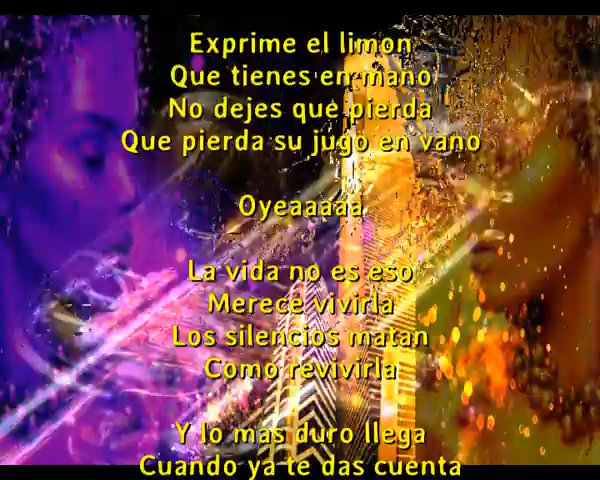 Exprime el limon
Que tienes en mano
No dejes que pierda
Que pierda su jugo en vano
Oyeaaaaa
La vida no es eso
Merece vivirla
Los silencios matan
Como revivirla
Y lo mas duro llega
Cuando ya te das cuenta